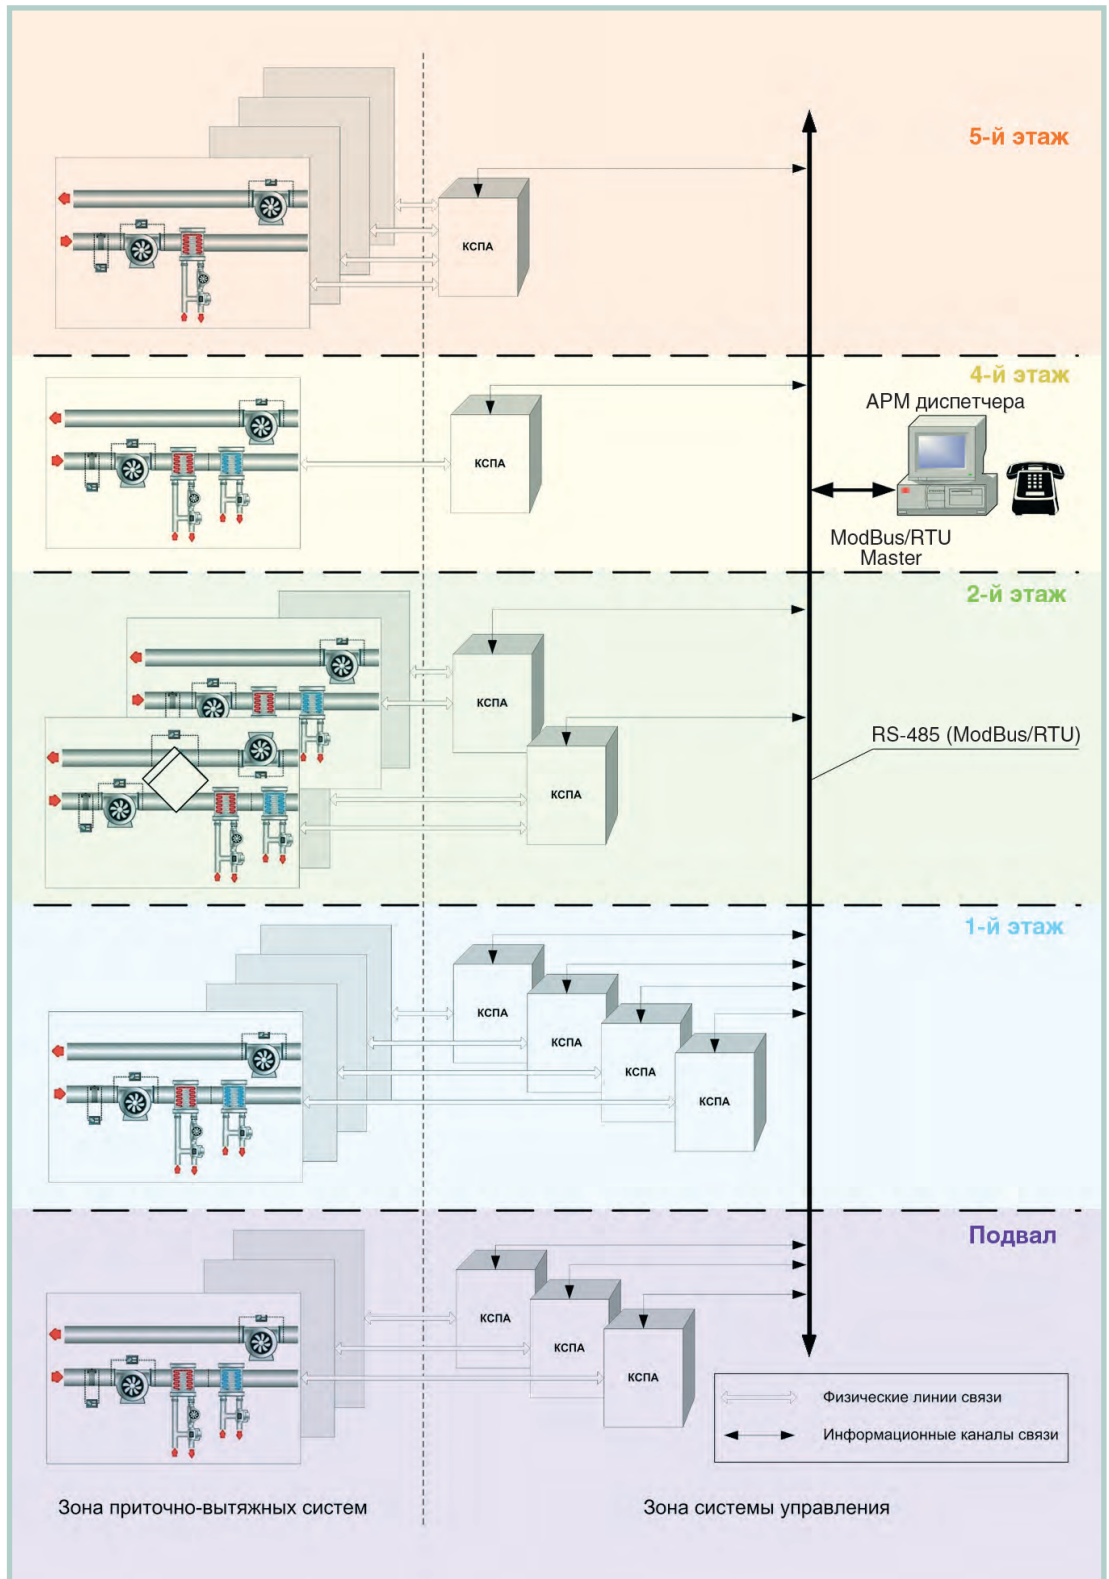 5-й этаж
КСПА
4-й этаж
АРМ диспетчера
КСПА
ModBus/RTU
Master
2-й этаж
КСПА
RS-485 (ModBus/RTU)
КСПА
1-й этаж
КСПА
КСПА
КСПА
КСПА
Подвал
КСПА
КСПА
КСПА
Физические линии связи
Информационные каналы связи
Зона приточно-вытяжных систем
Зона системы управления